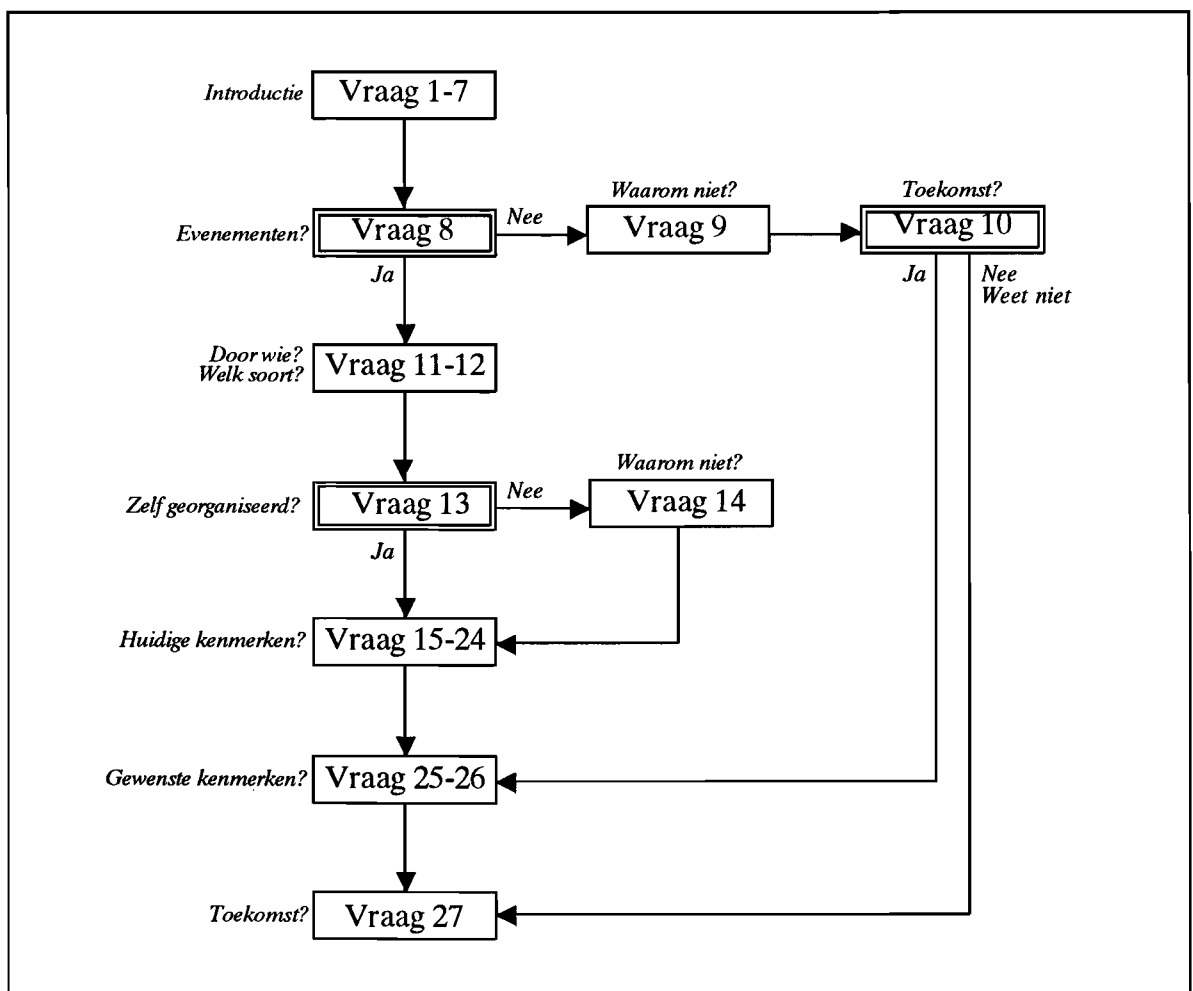 Introductie
Vraag 1-7
Waarom niet?
Toekomst?
Evenementen?
Vraag 8
Nee
Vraag 9
Vraag 10
Ja
Ja
Nee
Weet niet
Door wie?
Welk soort?
Vraag 11-12
Waarom niet?
Zelf georganiseerd?
Vraag 13
Nee
Vraag 14
Ja
Huidige kenmerken?
Vraag 15-24
Gewenste kenmerken?
Vraag 25-26
Toekomst?
Vraag 27